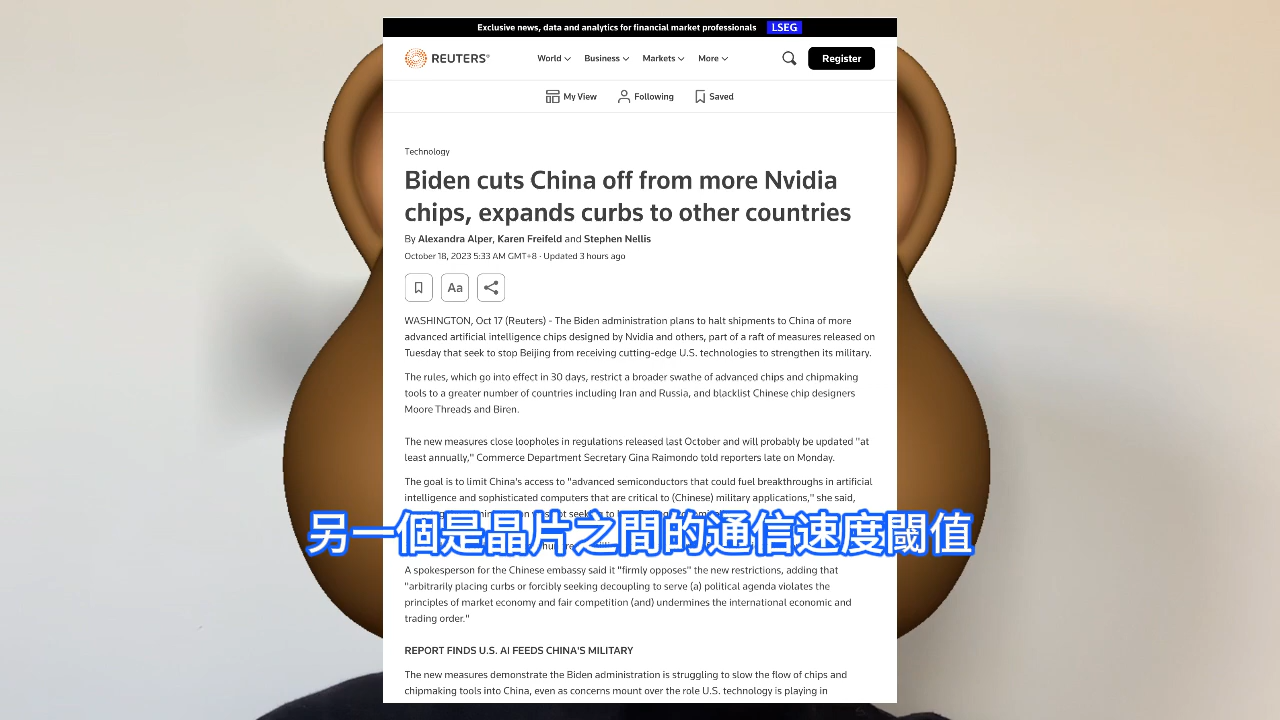 Exclusive news, data and analytics for financial market professionals LSEG
REUTERS®
World Business Markets More
Register
My View Following Saved
Technology
Biden cuts China off from more Nvidia
chips, expands curbs to other countries
By Alexandra Alper, Karen Freifeld and Stephen Nellis
October 18, 2023 5:33 AM GMT+8 · Updated 3 hours ago
Aa
WASHINGTON, Oct 17 (Reuters) - The Biden administration plans to halt shipments to China of more
advanced artificial intelligence chips designed by Nvidia and others, part of a raft of measures released on
Tuesday that seek to stop Beijing from receiving cutting-edge U.S. technologies to strengthen its military.
The rules, which go into effect in 30 days, restrict a broader swathe of advanced chips and chipmaking
tools to a greater number of countries including Iran and Russia, and blacklist Chinese chip designers
Moore Threads and Biren.
The new measures close loopholes in regulations released last October and will probably be updated "at
least annually," Commerce Department Secretary Gina Raimondo told reporters late on Monday.
The goal is to limit China's access to "advanced semiconductors that could fuel breakthroughs in artificial
intelligence and sophisticated computers that are critical to (Chinese) military applications," she said,
另一個是晶片之間的通信速度閾值
A spokesperson for the Chinese embassy said it "firmly opposes" the new restrictions, adding that
"arbitrarily placing curbs or forcibly seeking decoupling to serve (a) political agenda violates the
principles of market economy and fair competition (and) undermines the international economic and
trading order."
REPORT FINDS U.S. AI FEEDS CHINA'S MILITARY
The new measures demonstrate the Biden administration is struggling to slow the flow of chips and
chipmaking tools into China, even as concerns mount over the role U.S. technology is playing in